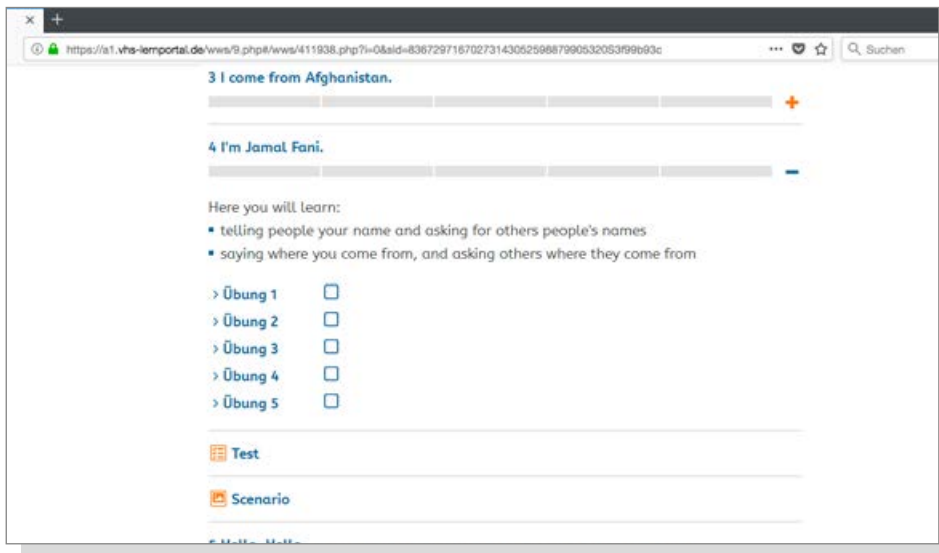 × +
https://a1.vhs-lernportal.de/wws/9.php#/wws/411938.php?
Suchen
3 I come from Afghanistan.
+
4 I'm Jamal Fani.
Here you will learn:
▪ telling people your name and asking for others people's names
▪ saying where you come from, and asking others where they come from
> Übung 1
> Übung 2
> Übung 3
> Übung 4
> Übung 5
Test
Scenario